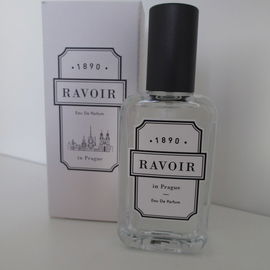 • 1890 •
RAVOIR
Eau De Parfum
in Prague
• 1890 •
RAVOIR
in Prague
Eau De Parfum